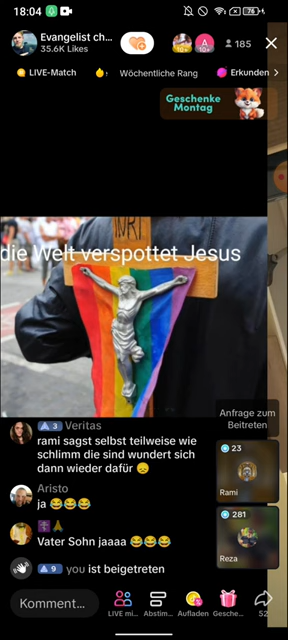 18:04
Evangelist ch...
35.6K Likes
10+
10+
185
LIVE-Match
Wöchentliche Rang
Erkunden >
Geschenke
Montag
INRI
die Welt verspottet Jesus
3 Veritas
rami sagst selbst teilweise wie
schlimm die sind wundert sich
dann wieder dafür 😞
Aristo
ja 😂😂😂
Vater Sohn jaaaa 😂😂😂
9 you ist beigetreten
Anfrage zum
Beitreten
23
Rami
281
Reza
Komment...
LIVE mi...
Abstim...
Aufladen
Gesche...
52